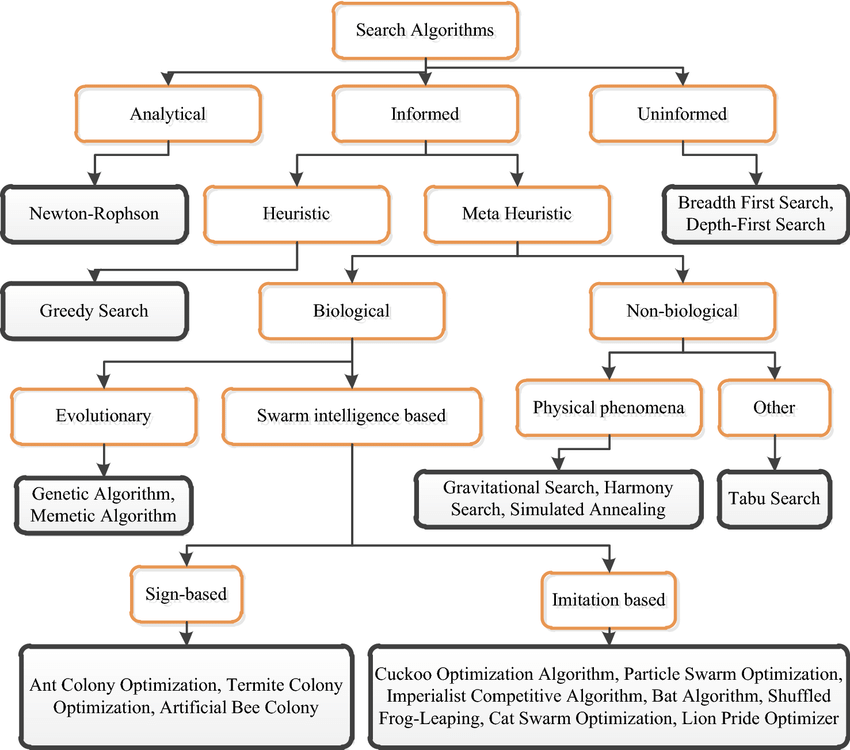 Search Algorithms
Analytical
Informed
Uninformed
Newton-Rophson
Heuristic
Meta Heuristic
Breadth First Search,
Depth-First Search
Greedy Search
Biological
Non-biological
Evolutionary
Swarm intelligence based
Physical phenomena
Other
Genetic Algorithm,
Memetic Algorithm
Gravitational Search, Harmony
Search, Simulated Annealing
Tabu Search
Sign-based
Imitation based
Ant Colony Optimization, Termite Colony
Optimization, Artificial Bee Colony
Cuckoo Optimization Algorithm, Particle Swarm Optimization,
Imperialist Competitive Algorithm, Bat Algorithm, Shuffled
Frog-Leaping, Cat Swarm Optimization, Lion Pride Optimizer